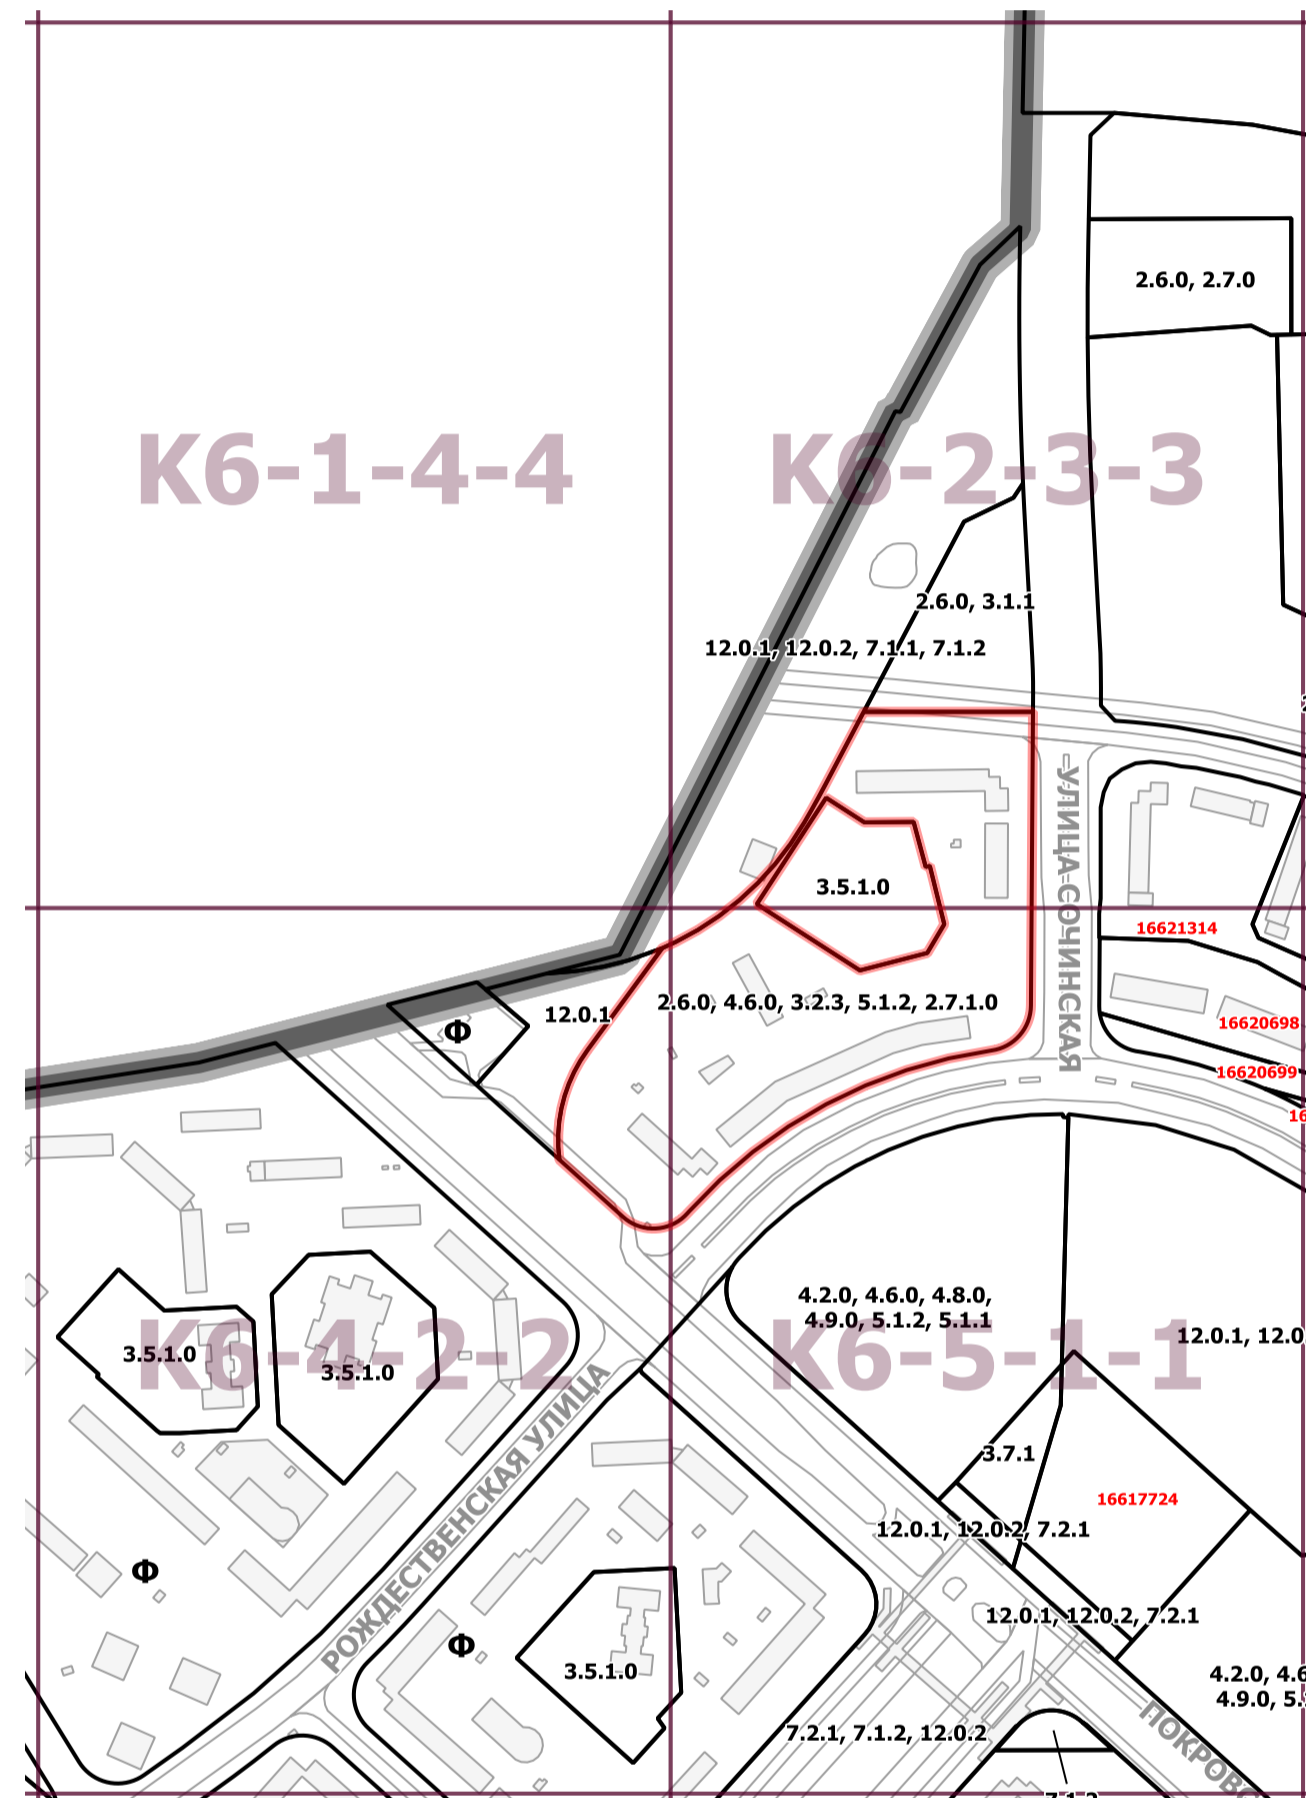 2.6.0, 2.7.0
К6-1-4-4
К6-2-3-3
2.6.0, 3.1.1
12.0.1, 12.0.2, 7.1.1, 7.1.2
УЛИЦА СОЧИНСКАЯ
3.5.1.0
16621314
2.6.0, 4.6.0, 3.2.3, 5.1.2, 2.7.1.0
12.0.1
Ф
16620698
16620699
16
4.2.0, 4.6.0, 4.8.0,
4.9.0, 5.1.2, 5.1.1
12.0.1, 12.0
К6-4-2-2
К6-5-1-1
3.5.1.0
3.5.1.0
РОЖДЕСТВЕНСКАЯ УЛИЦА
3.7.1
16617724
12.0.1, 12.0.2, 7.2.1
Ф
12.0.1, 12.0.2, 7.2.1
Ф
3.5.1.0
4.2.0, 4.6
4.9.0, 5.
7.2.1, 7.1.2, 12.0.2
ПОКРОВС